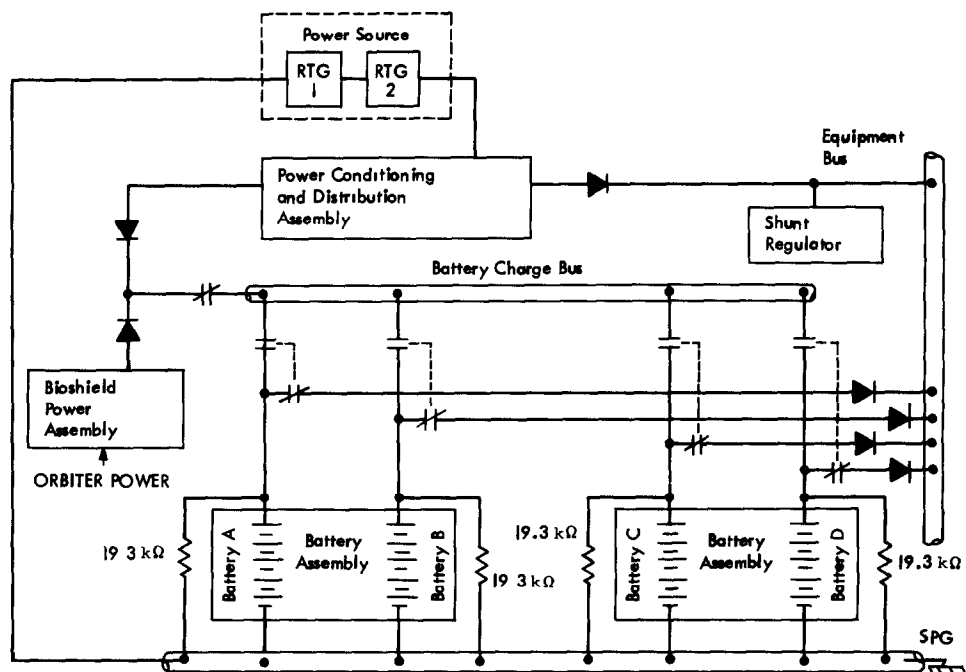 Power Source
RTG
1
RTG
2
Equipment
Bus
Power Conditioning
and Distribution
Assembly
Shunt
Regulator
Battery Charge Bus
Bioshield
Power
Assembly
ORBITER POWER
19 3 kΩ
Battery A
Battery
Assembly
Battery B
19 3 kΩ
19.3 kΩ
Battery C
Battery
Assembly
Battery D
19.3 kΩ
SPG